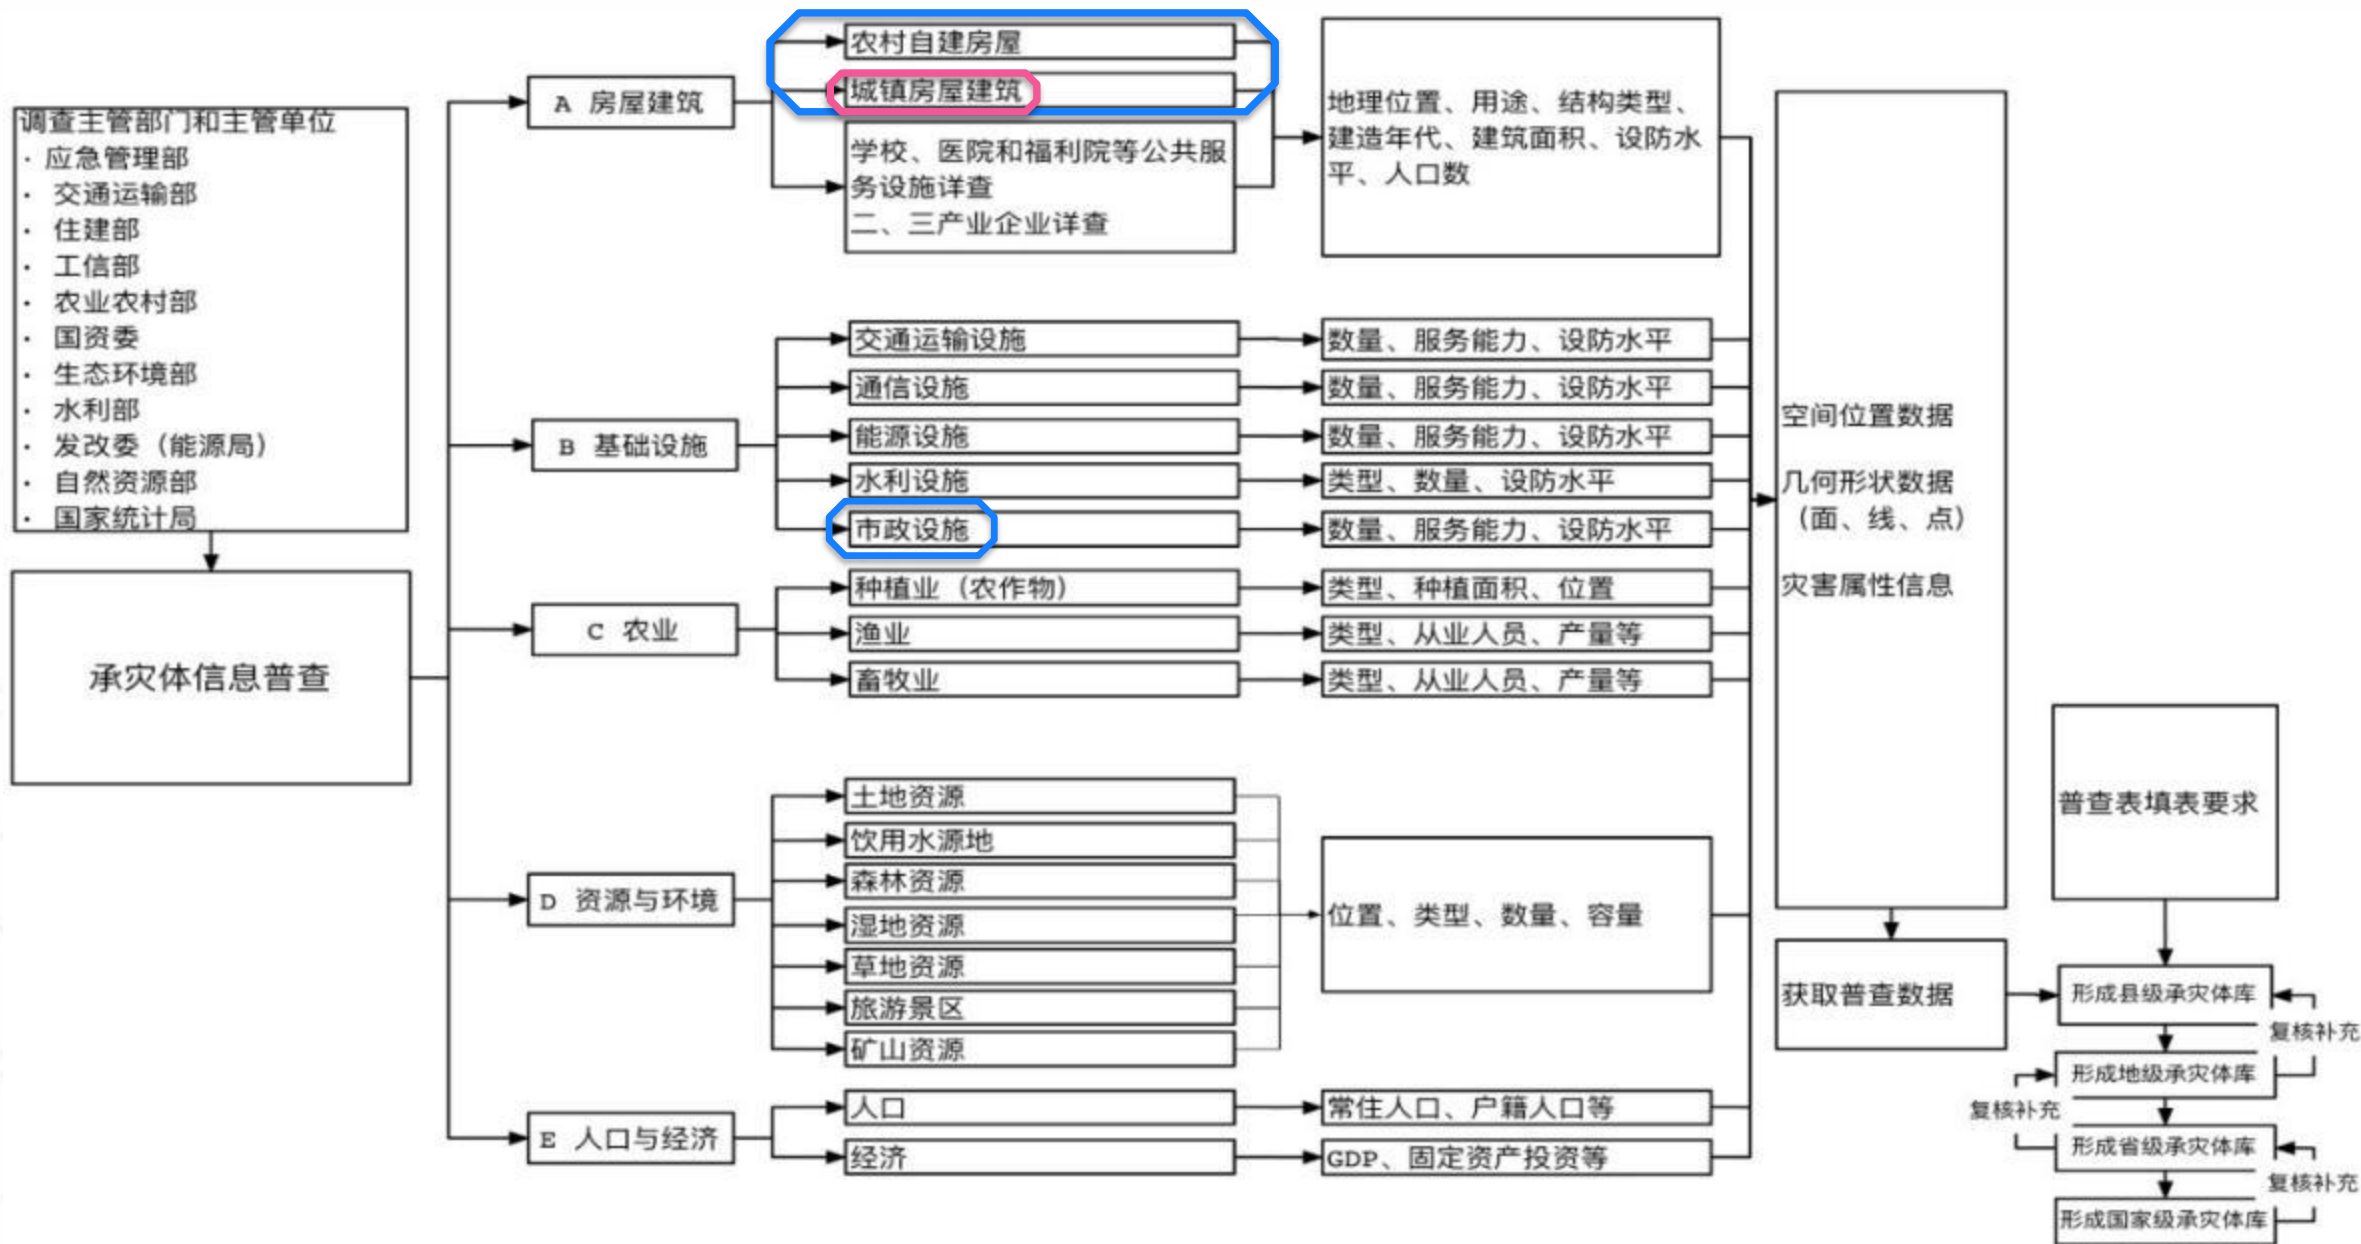 调查主管部门和主管单位
· 应急管理部
· 交通运输部
· 住建部
· 工信部
· 农业农村部
· 国资委
· 生态环境部
· 水利部
· 发改委（能源局）
· 自然资源部
· 国家统计局
承灾体信息普查
A 房屋建筑
农村自建房屋
城镇房屋建筑
学校、医院和福利院等公共服
务设施详查
二、三产业企业详查
地理位置、用途、结构类型、
建造年代、建筑面积、设防水
平、人口数
B 基础设施
交通运输设施
数量、服务能力、设防水平
通信设施
数量、服务能力、设防水平
能源设施
数量、服务能力、设防水平
水利设施
类型、数量、设防水平
市政设施
数量、服务能力、设防水平
C 农业
种植业（农作物）
类型、种植面积、位置
渔业
类型、从业人员、产量等
畜牧业
类型、从业人员、产量等
D 资源与环境
土地资源
饮用水源地
森林资源
湿地资源
草地资源
旅游景区
矿山资源
位置、类型、数量、容量
E 人口与经济
人口
常住人口、户籍人口等
经济
GDP、固定资产投资等
空间位置数据
几何形状数据
（面、线、点）
灾害属性信息
获取普查数据
普查表填表要求
形成县级承灾体库
复核补充
形成地级承灾体库
复核补充
形成省级承灾体库
复核补充
形成国家级承灾体库